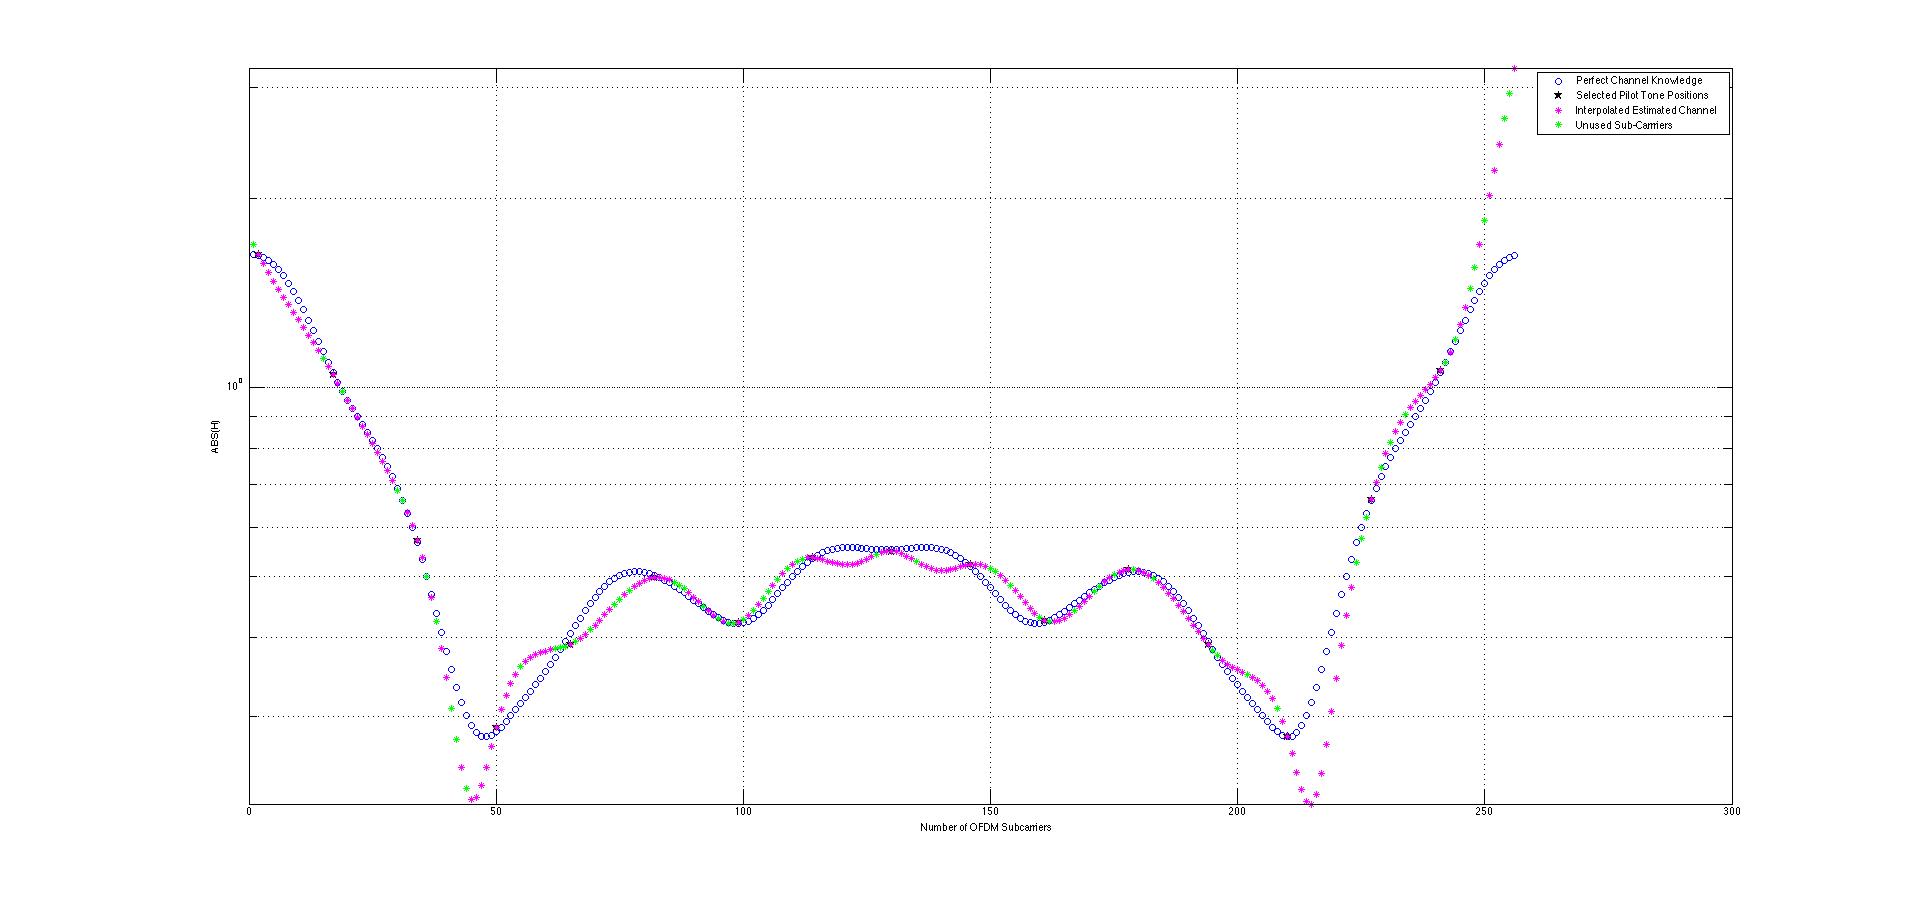 Perfect Channel Knowledge
Selected Pilot Tone Positions
Interpolated Estimated Channel
Unused Sub-Carrriers
10⁰
ABS(H)
0 50 100 150 200 250 300
Number of OFDM Subcarriers